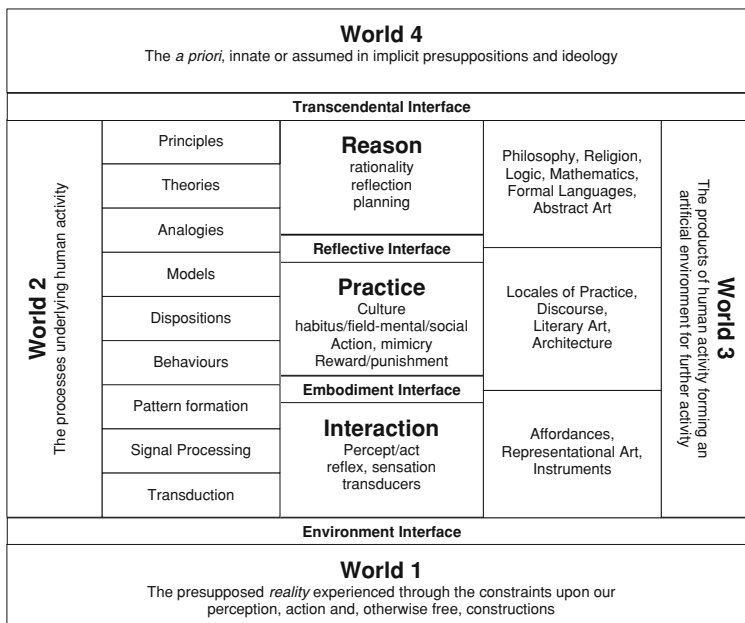 World 4
The a priori, innate or assumed in implicit presuppositions and ideology
Transcendental Interface
World 2
The processes underlying human activity
Principles
Theories
Analogies
Models
Dispositions
Behaviours
Pattern formation
Signal Processing
Transduction
Reason
rationality
reflection
planning
Reflective Interface
Practice
Culture
habitus/field-mental/social
Action, mimicry
Reward/punishment
Embodiment Interface
Interaction
Percept/act
reflex, sensation
transducers
Philosophy, Religion,
Logic, Mathematics,
Formal Languages,
Abstract Art
Locales of Practice,
Discourse,
Literary Art,
Architecture
Affordances,
Representational Art,
Instruments
World 3
The products of human activity forming an
artificial environment for further activity
Environment Interface
World 1
The presupposed reality experienced through the constraints upon our
perception, action and, otherwise free, constructions